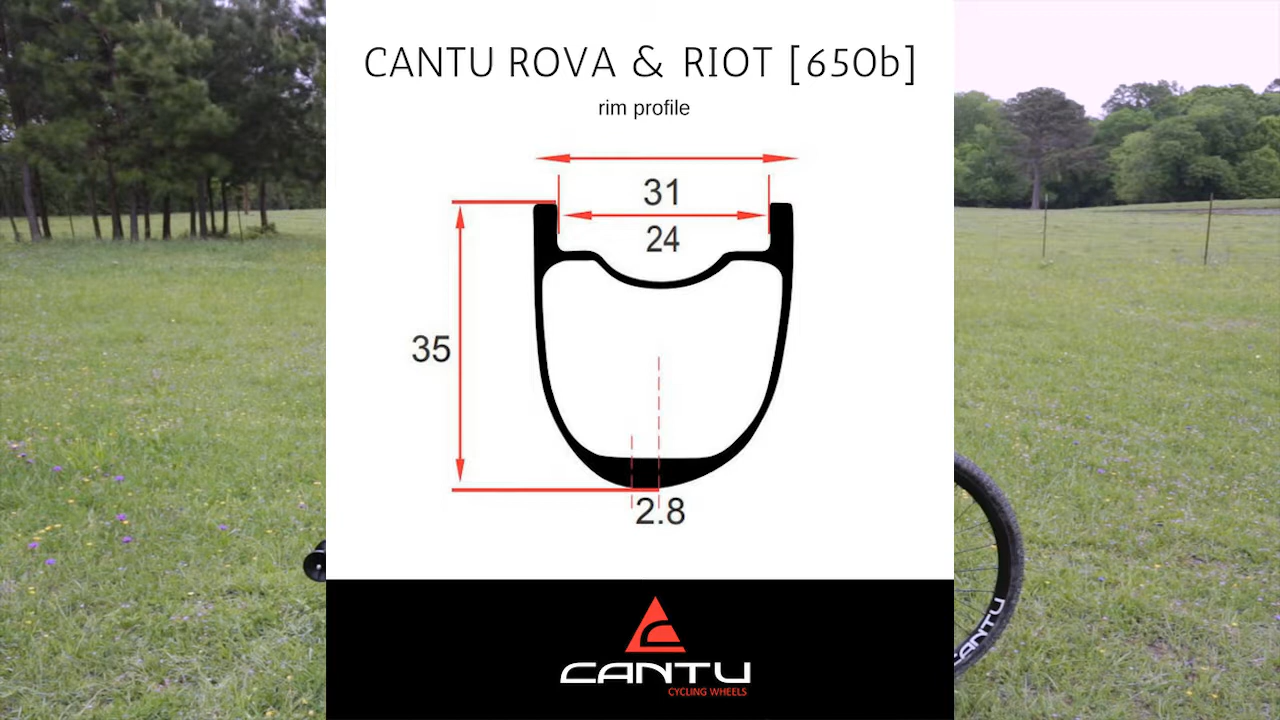 CANTU ROVA & RIOT [650b]
rim profile
31
24
35
2.8
CANTU
CYCLING WHEELS
CANTU